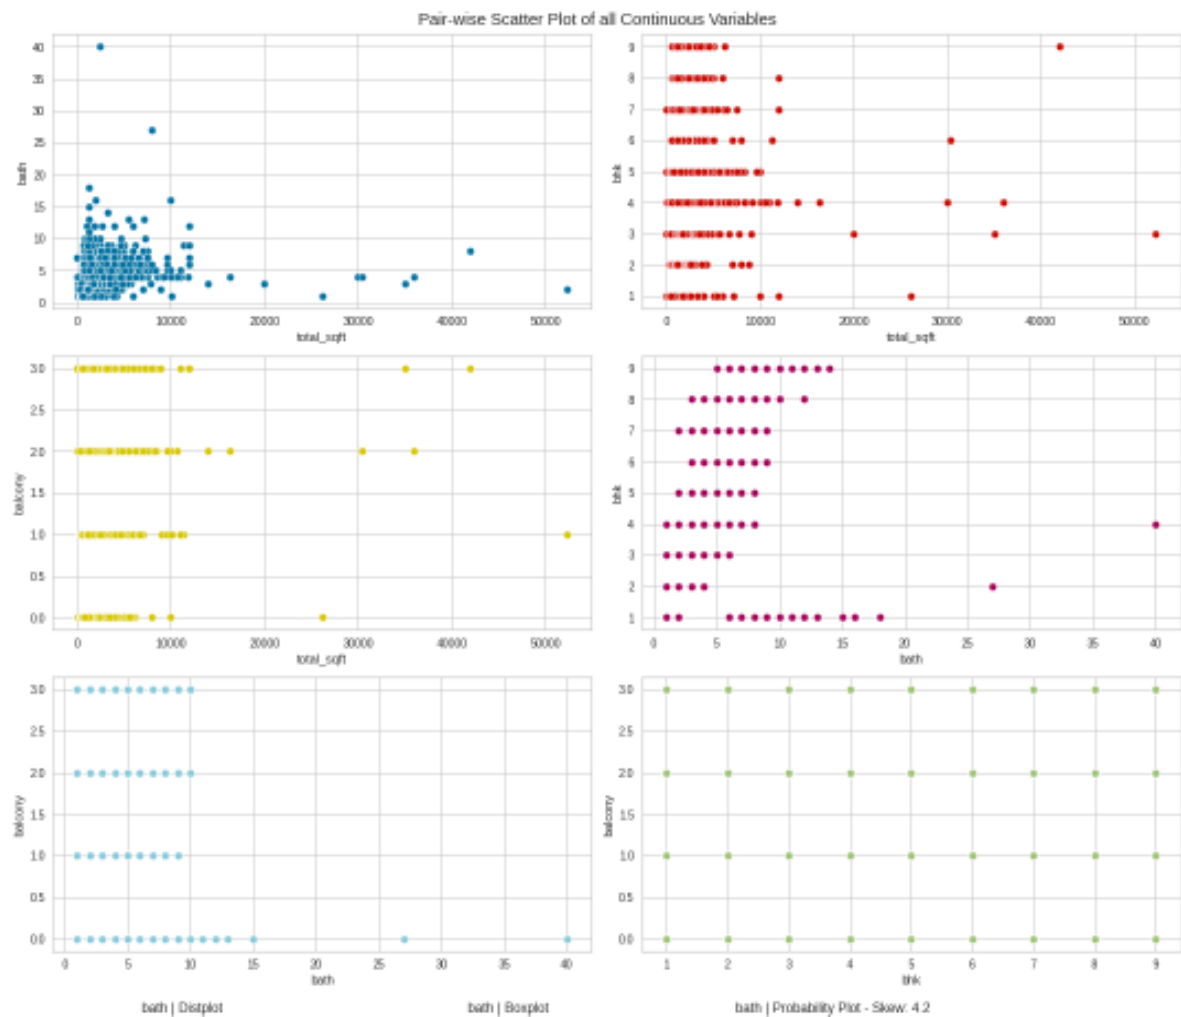 Pair-wise Scatter Plot of all Continuous Variables
40
35
30
25
20
15
10
5
0
bath
0 10000 20000 30000 40000 50000
total_sqft
9
8
7
6
5
4
3
2
1
bhk
0 10000 20000 30000 40000 50000
total_sqft
3.0
2.5
2.0
1.5
1.0
0.5
0.0
balcony
0 10000 20000 30000 40000 50000
total_sqft
9
8
7
6
5
4
3
2
1
bhk
0 5 10 15 20 25 30 35 40
bath
3.0
2.5
2.0
1.5
1.0
0.5
0.0
balcony
0 5 10 15 20 25 30 35 40
bath
3.0
2.5
2.0
1.5
1.0
0.5
0.0
balcony
1 2 3 4 5 6 7 8 9
bhk
bath | Distplot bath | Boxplot bath | Probability Plot - Skew: 4.2